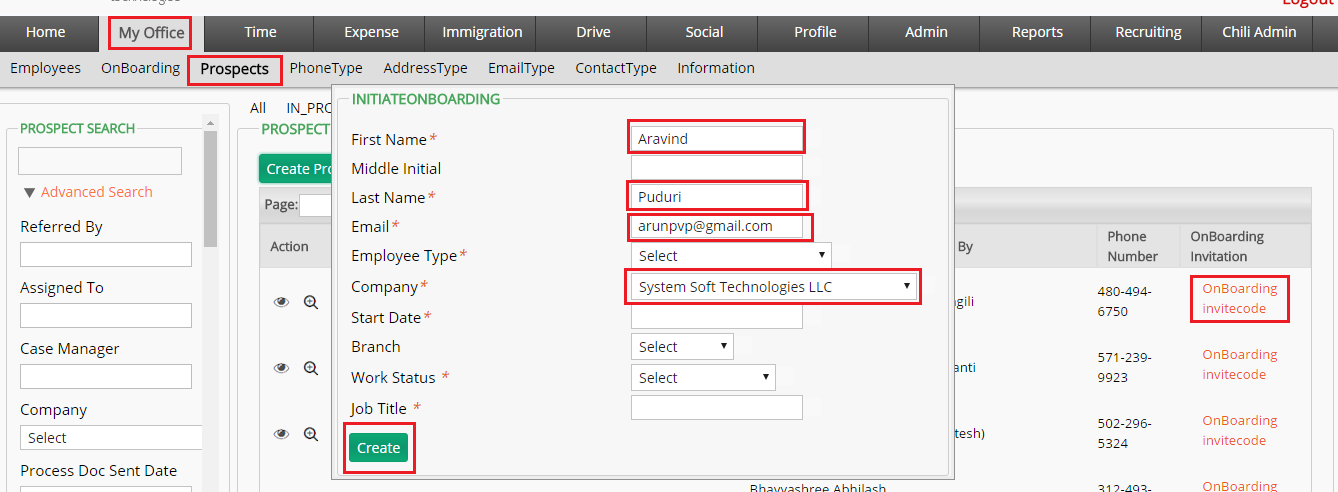 technologies
Logout
Home My Office Time Expense Immigration Drive Social Profile Admin Reports Recruiting Chili Admin
Employees OnBoarding Prospects PhoneType AddressType EmailType ContactType Information
PROSPECT SEARCH
Advanced Search
Referred By
Assigned To
Case Manager
Company
Select
Process Doc Sent Date
All IN_PRO
PROSPECT
Create Pro
Page:
Action
By
Phone Number
OnBoarding Invitation
INITIATEONBOARDING
First Name* Aravind
Middle Initial
Last Name* Puduri
Email* arunpvp@gmail.com
Employee Type* Select
Company* System Soft Technologies LLC
Start Date*
Branch Select
Work Status * Select
Job Title *
Create
gili
480-494-
6750
OnBoarding
invitecode
anti
571-239-
9923
OnBoarding
invitecode
tesh)
502-296-
5324
OnBoarding
invitecode
Bhavyashree Abhilash
312-493-
OnBoarding